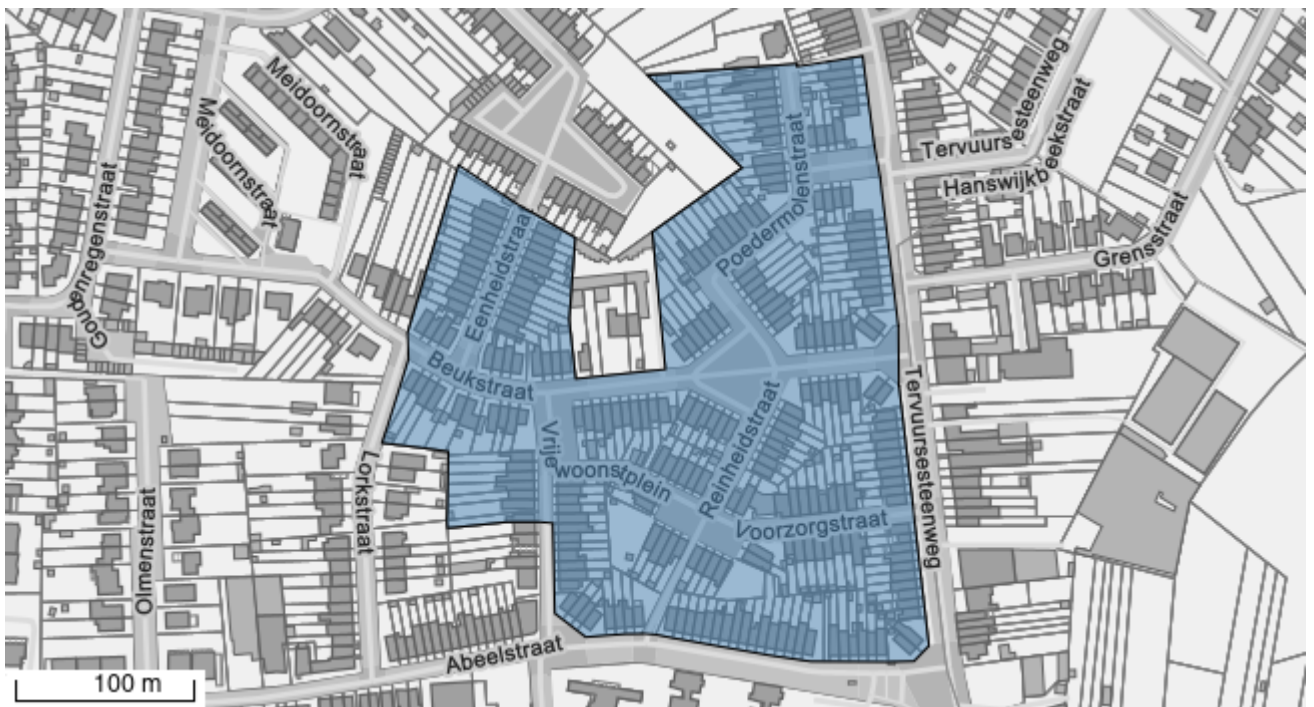 Meidoornstraat
Meidoornstraat
Goudenregenstraat
Eenheidstraat
Beukstraat
Vrije
woonstplein
Poedermolenstraat
Reinheidstraat
Voorzorgstraat
Tervuursesteenweg
Hanswijkbeekstraat
Grensstraat
Tervuursesteenweg
Lorkstraat
Olmenstraat
Abeelstraat
100 m